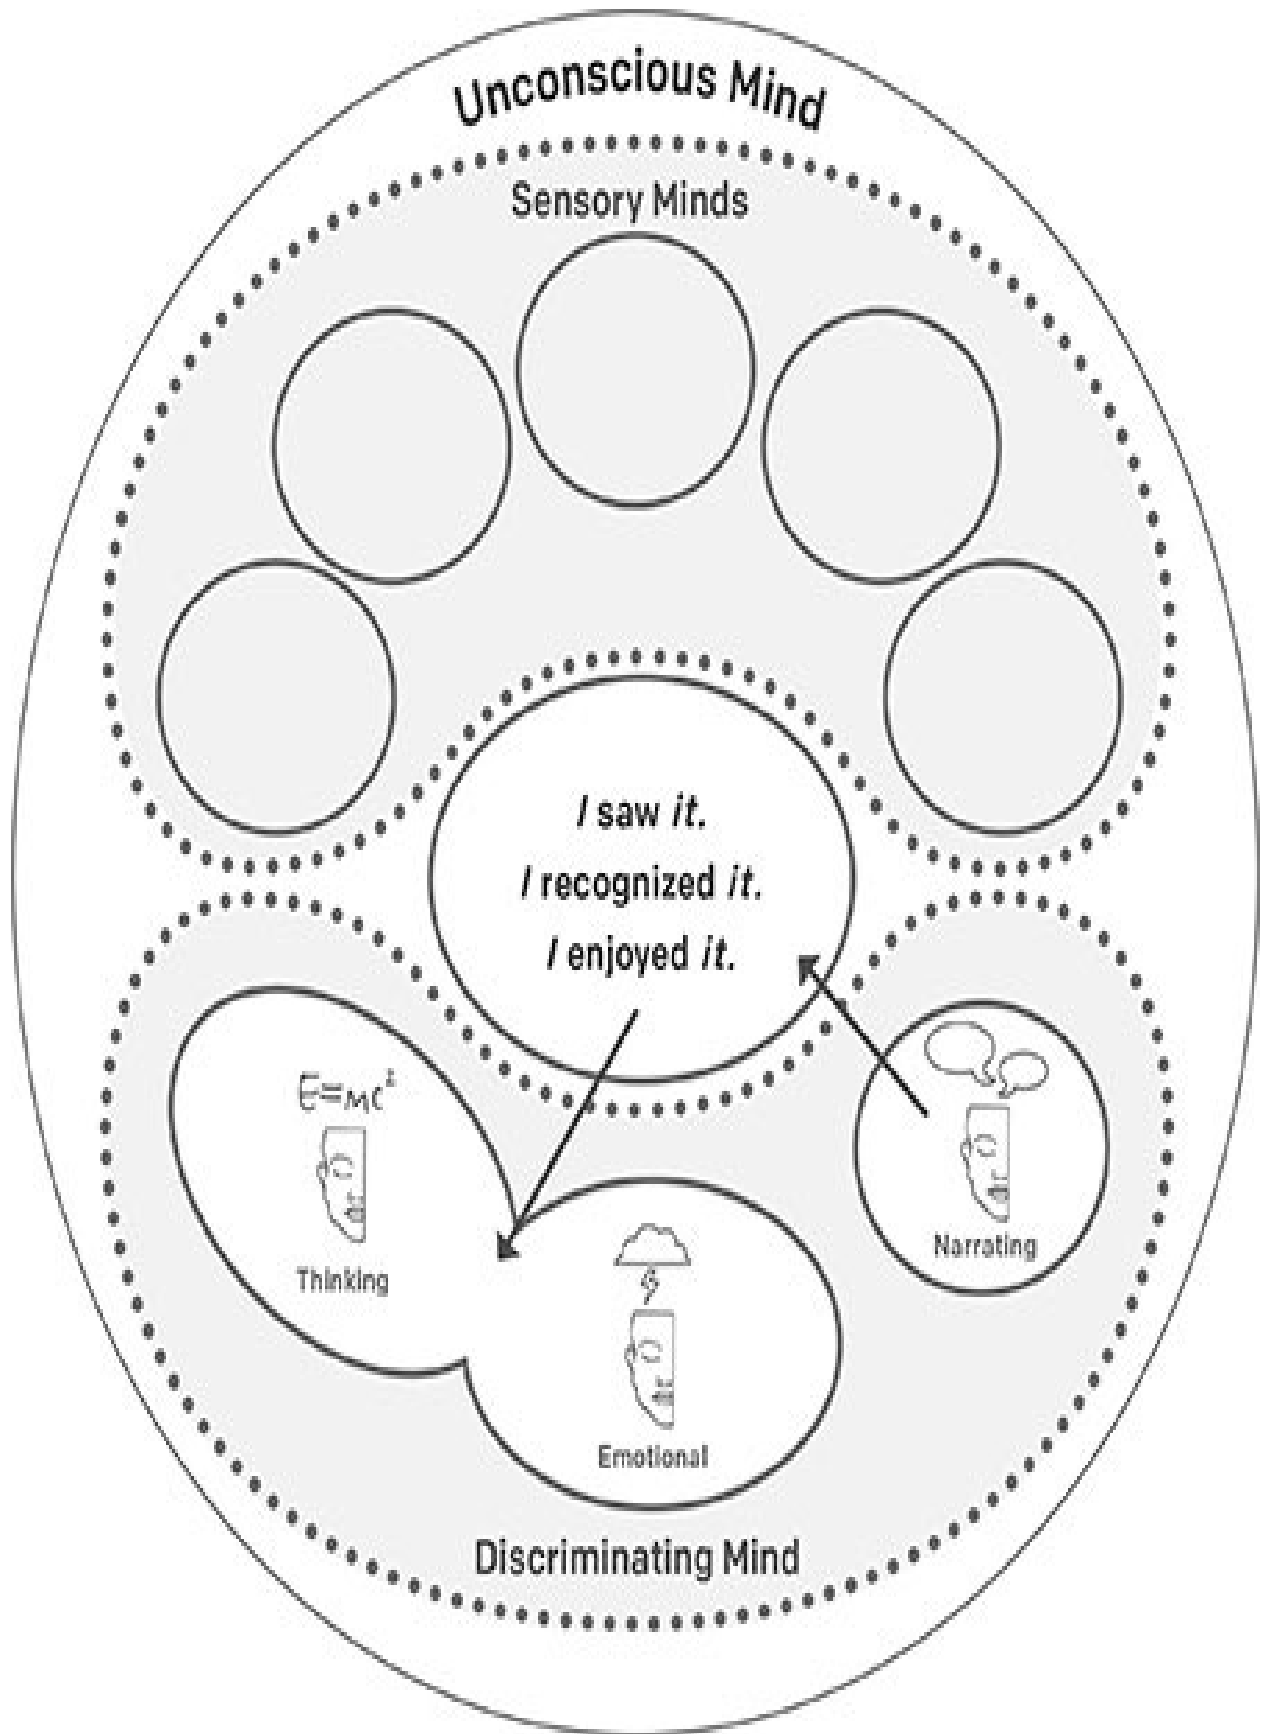 Unconscious Mind
Sensory Minds
I saw it.
I recognized it.
I enjoyed it.
E=mc²
Thinking
Emotional
Narrating
Discriminating Mind